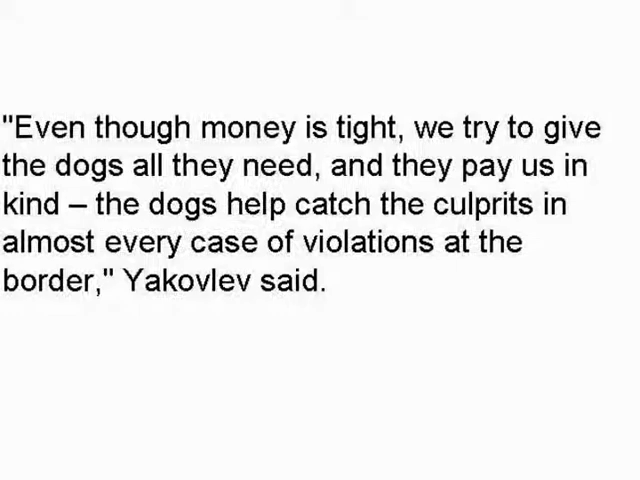 "Even though money is tight, we try to give
the dogs all they need, and they pay us in
kind – the dogs help catch the culprits in
almost every case of violations at the
border," Yakovlev said.